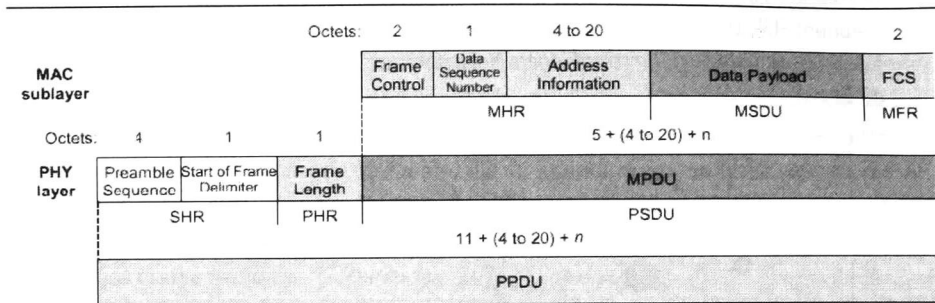 Octets: 2 1 4 to 20 2
MAC sublayer
Frame Control
Data Sequence Number
Address Information
Data Payload
FCS
MHR MSDU MFR
Octets: 4 1 1 5 + (4 to 20) + n
PHY layer
Preamble Sequence
Start of Frame Delimiter
Frame Length
MPDU
SHR PHR PSDU
11 + (4 to 20) + n
PPDU